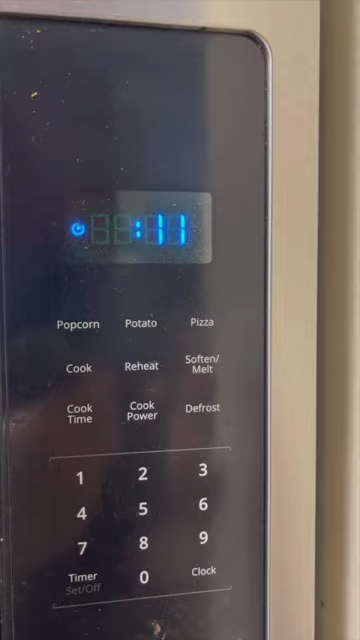 :11
Popcorn Potato Pizza
Cook Reheat Soften/
Melt
Cook
Time
Cook
Power
Defrost
1 2 3
4 5 6
7 8 9
Timer
Set/Off
0 Clock